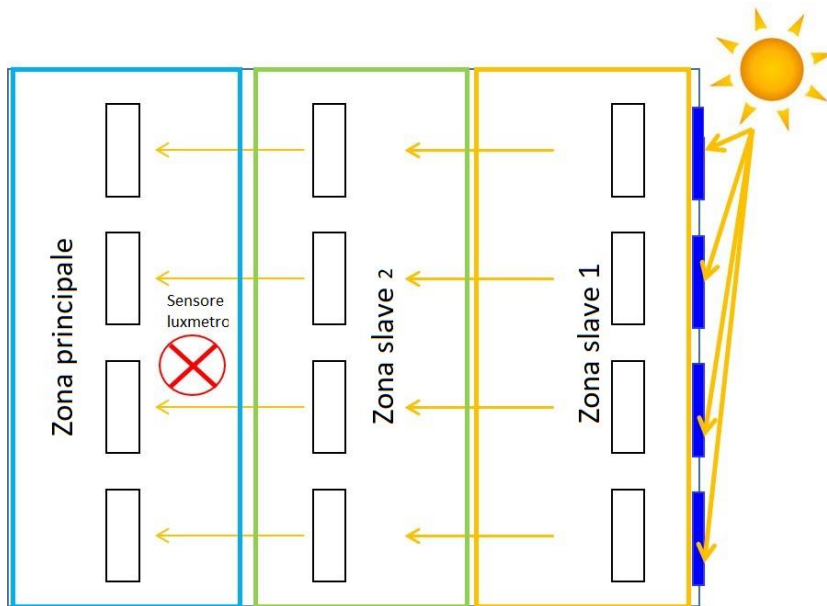 Zona principale
Sensore
luxmetro
Zona slave 2
Zona slave 1